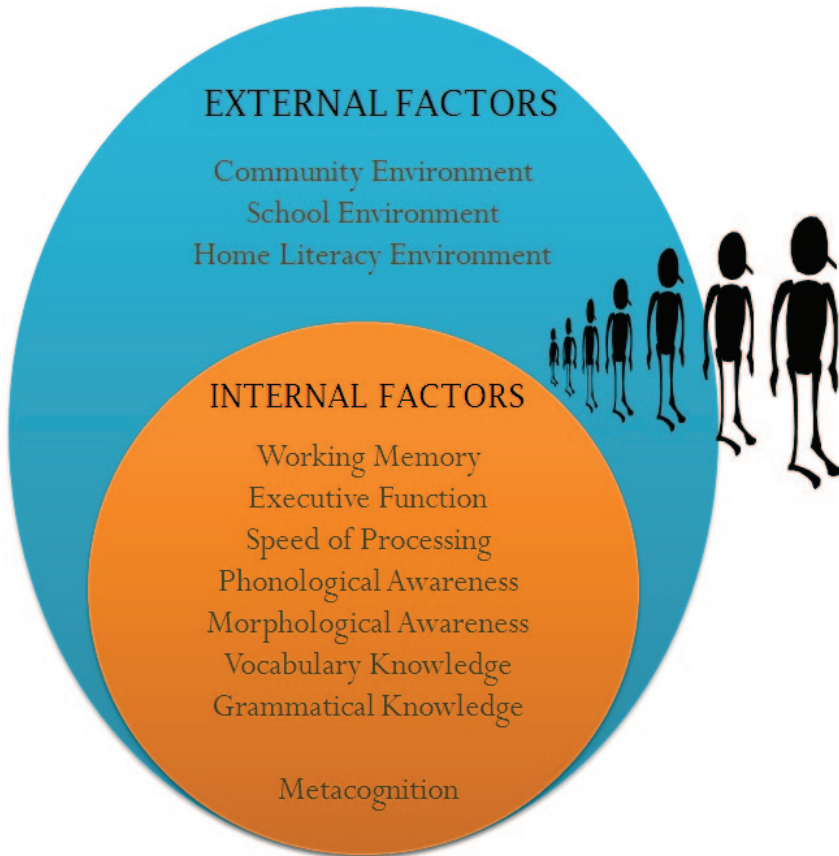 EXTERNAL FACTORS
Community Environment
School Environment
Home Literacy Environment
INTERNAL FACTORS
Working Memory
Executive Function
Speed of Processing
Phonological Awareness
Morphological Awareness
Vocabulary Knowledge
Grammatical Knowledge
Metacognition